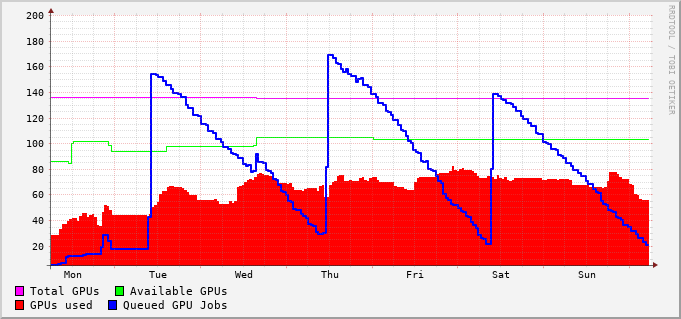 200
180
160
140
120
100
80
60
40
20
Mon Tue Wed Thu Fri Sat Sun
Total GPUs Available GPUs
GPUs used Queued GPU Jobs
RRDTOOL / TOBI OETIKER